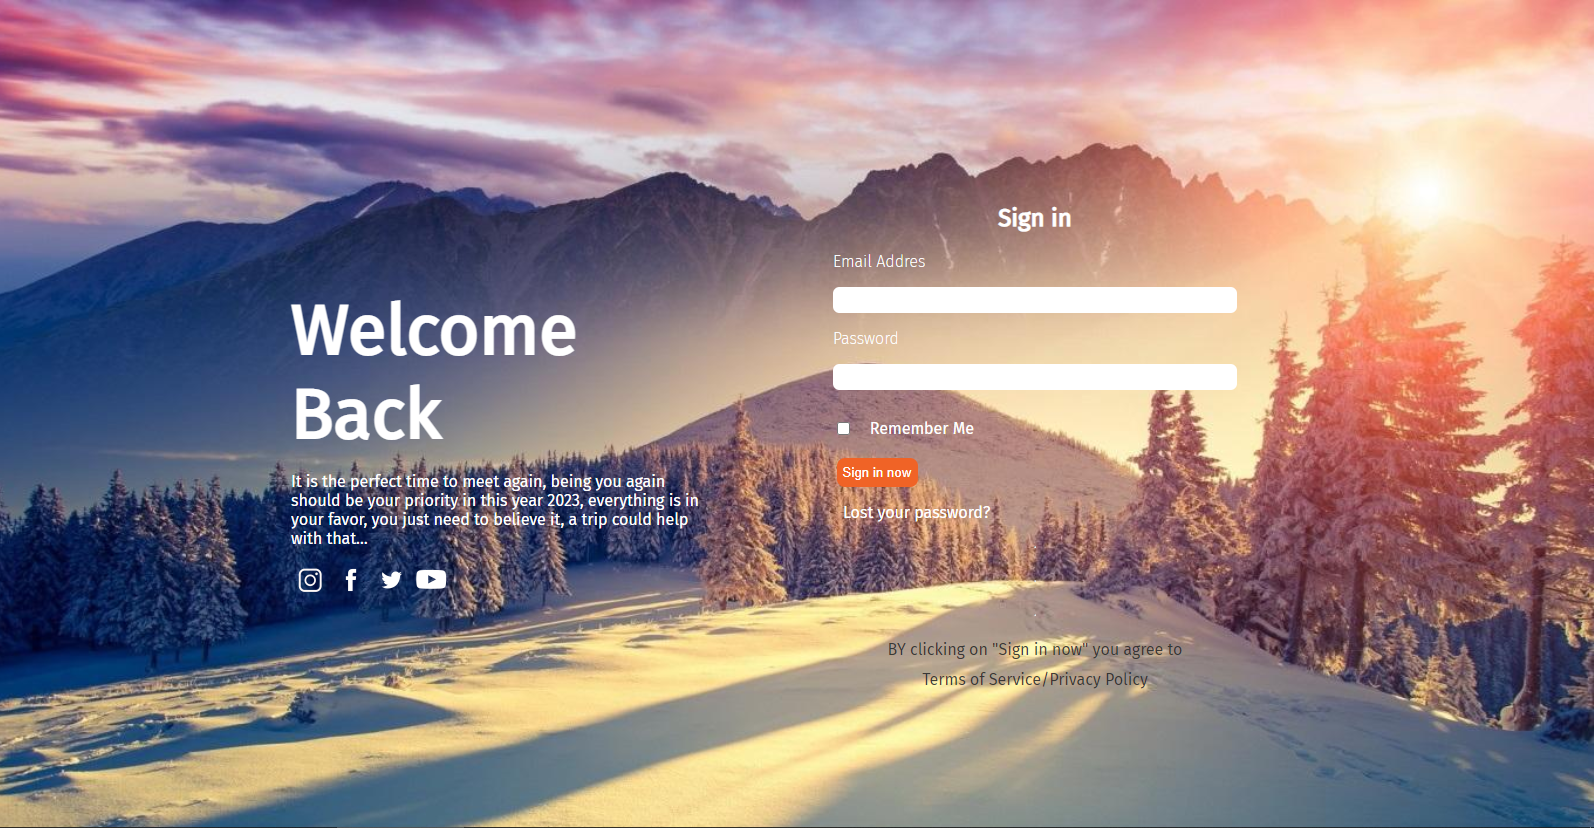 Welcome
Back
It is the perfect time to meet again, being you again
should be your priority in this year 2023, everything is in
your favor, you just need to believe it, a trip could help
with that...
Sign in
Email Addres
Password
Remember Me
Sign in now
Lost your password?
BY clicking on "Sign in now" you agree to
Terms of Service/Privacy Policy